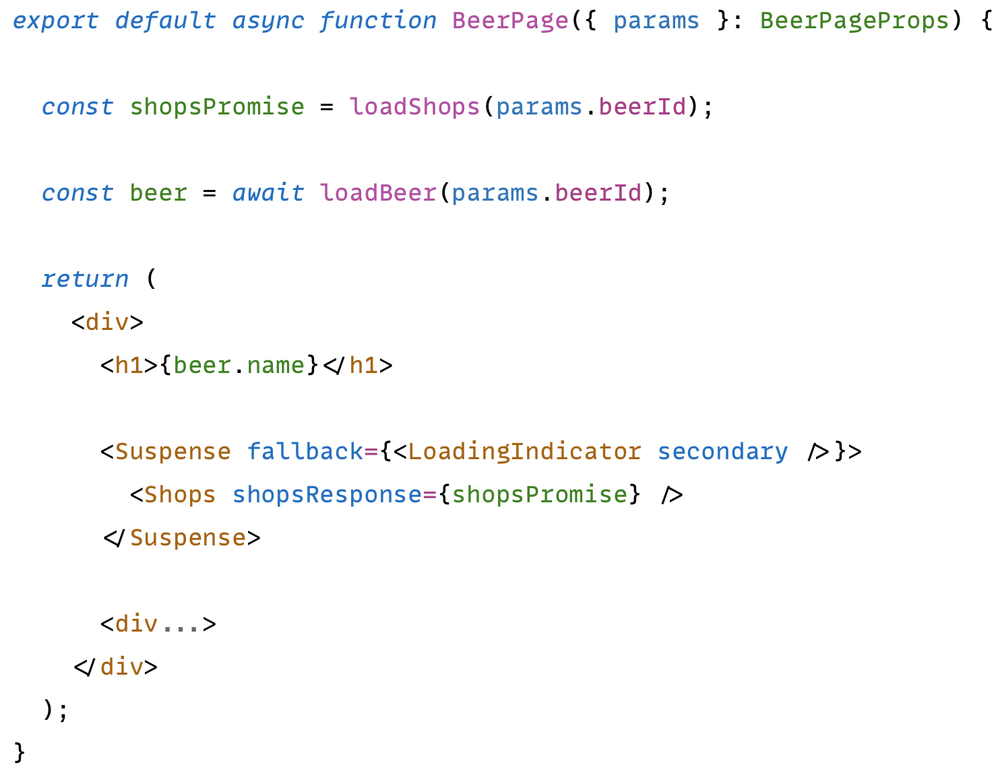 export default async function BeerPage({ params }: BeerPageProps) {
const shopsPromise = loadShops(params.beerId);
const beer = await loadBeer(params.beerId);
return (
<div>
<h1>{beer.name}</h1>
<Suspense fallback={<LoadingIndicator secondary />}>
<Shops shopsResponse={shopsPromise} />
</Suspense>
<div...>
</div>
);
}